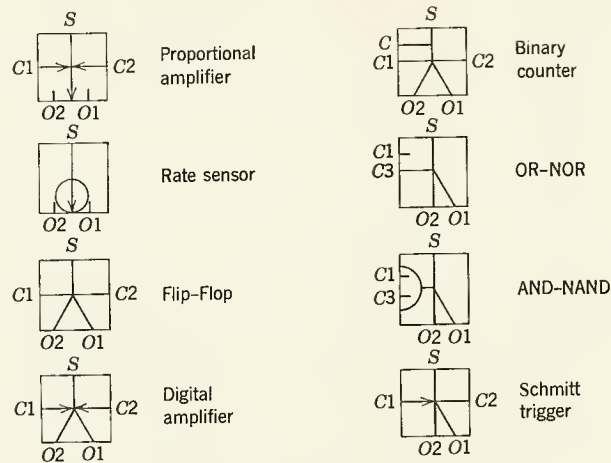 S
C1
C2
O2
O1
Proportional
amplifier
S
O2
O1
Rate sensor
S
C1
C2
O2
O1
Flip–Flop
S
C1
C2
O2
O1
Digital
amplifier
S
C
C1
C2
O2
O1
Binary
counter
S
C1
C3
O2
O1
OR–NOR
S
C1
C3
O2
O1
AND–NAND
S
C1
C2
O2
O1
Schmitt
trigger